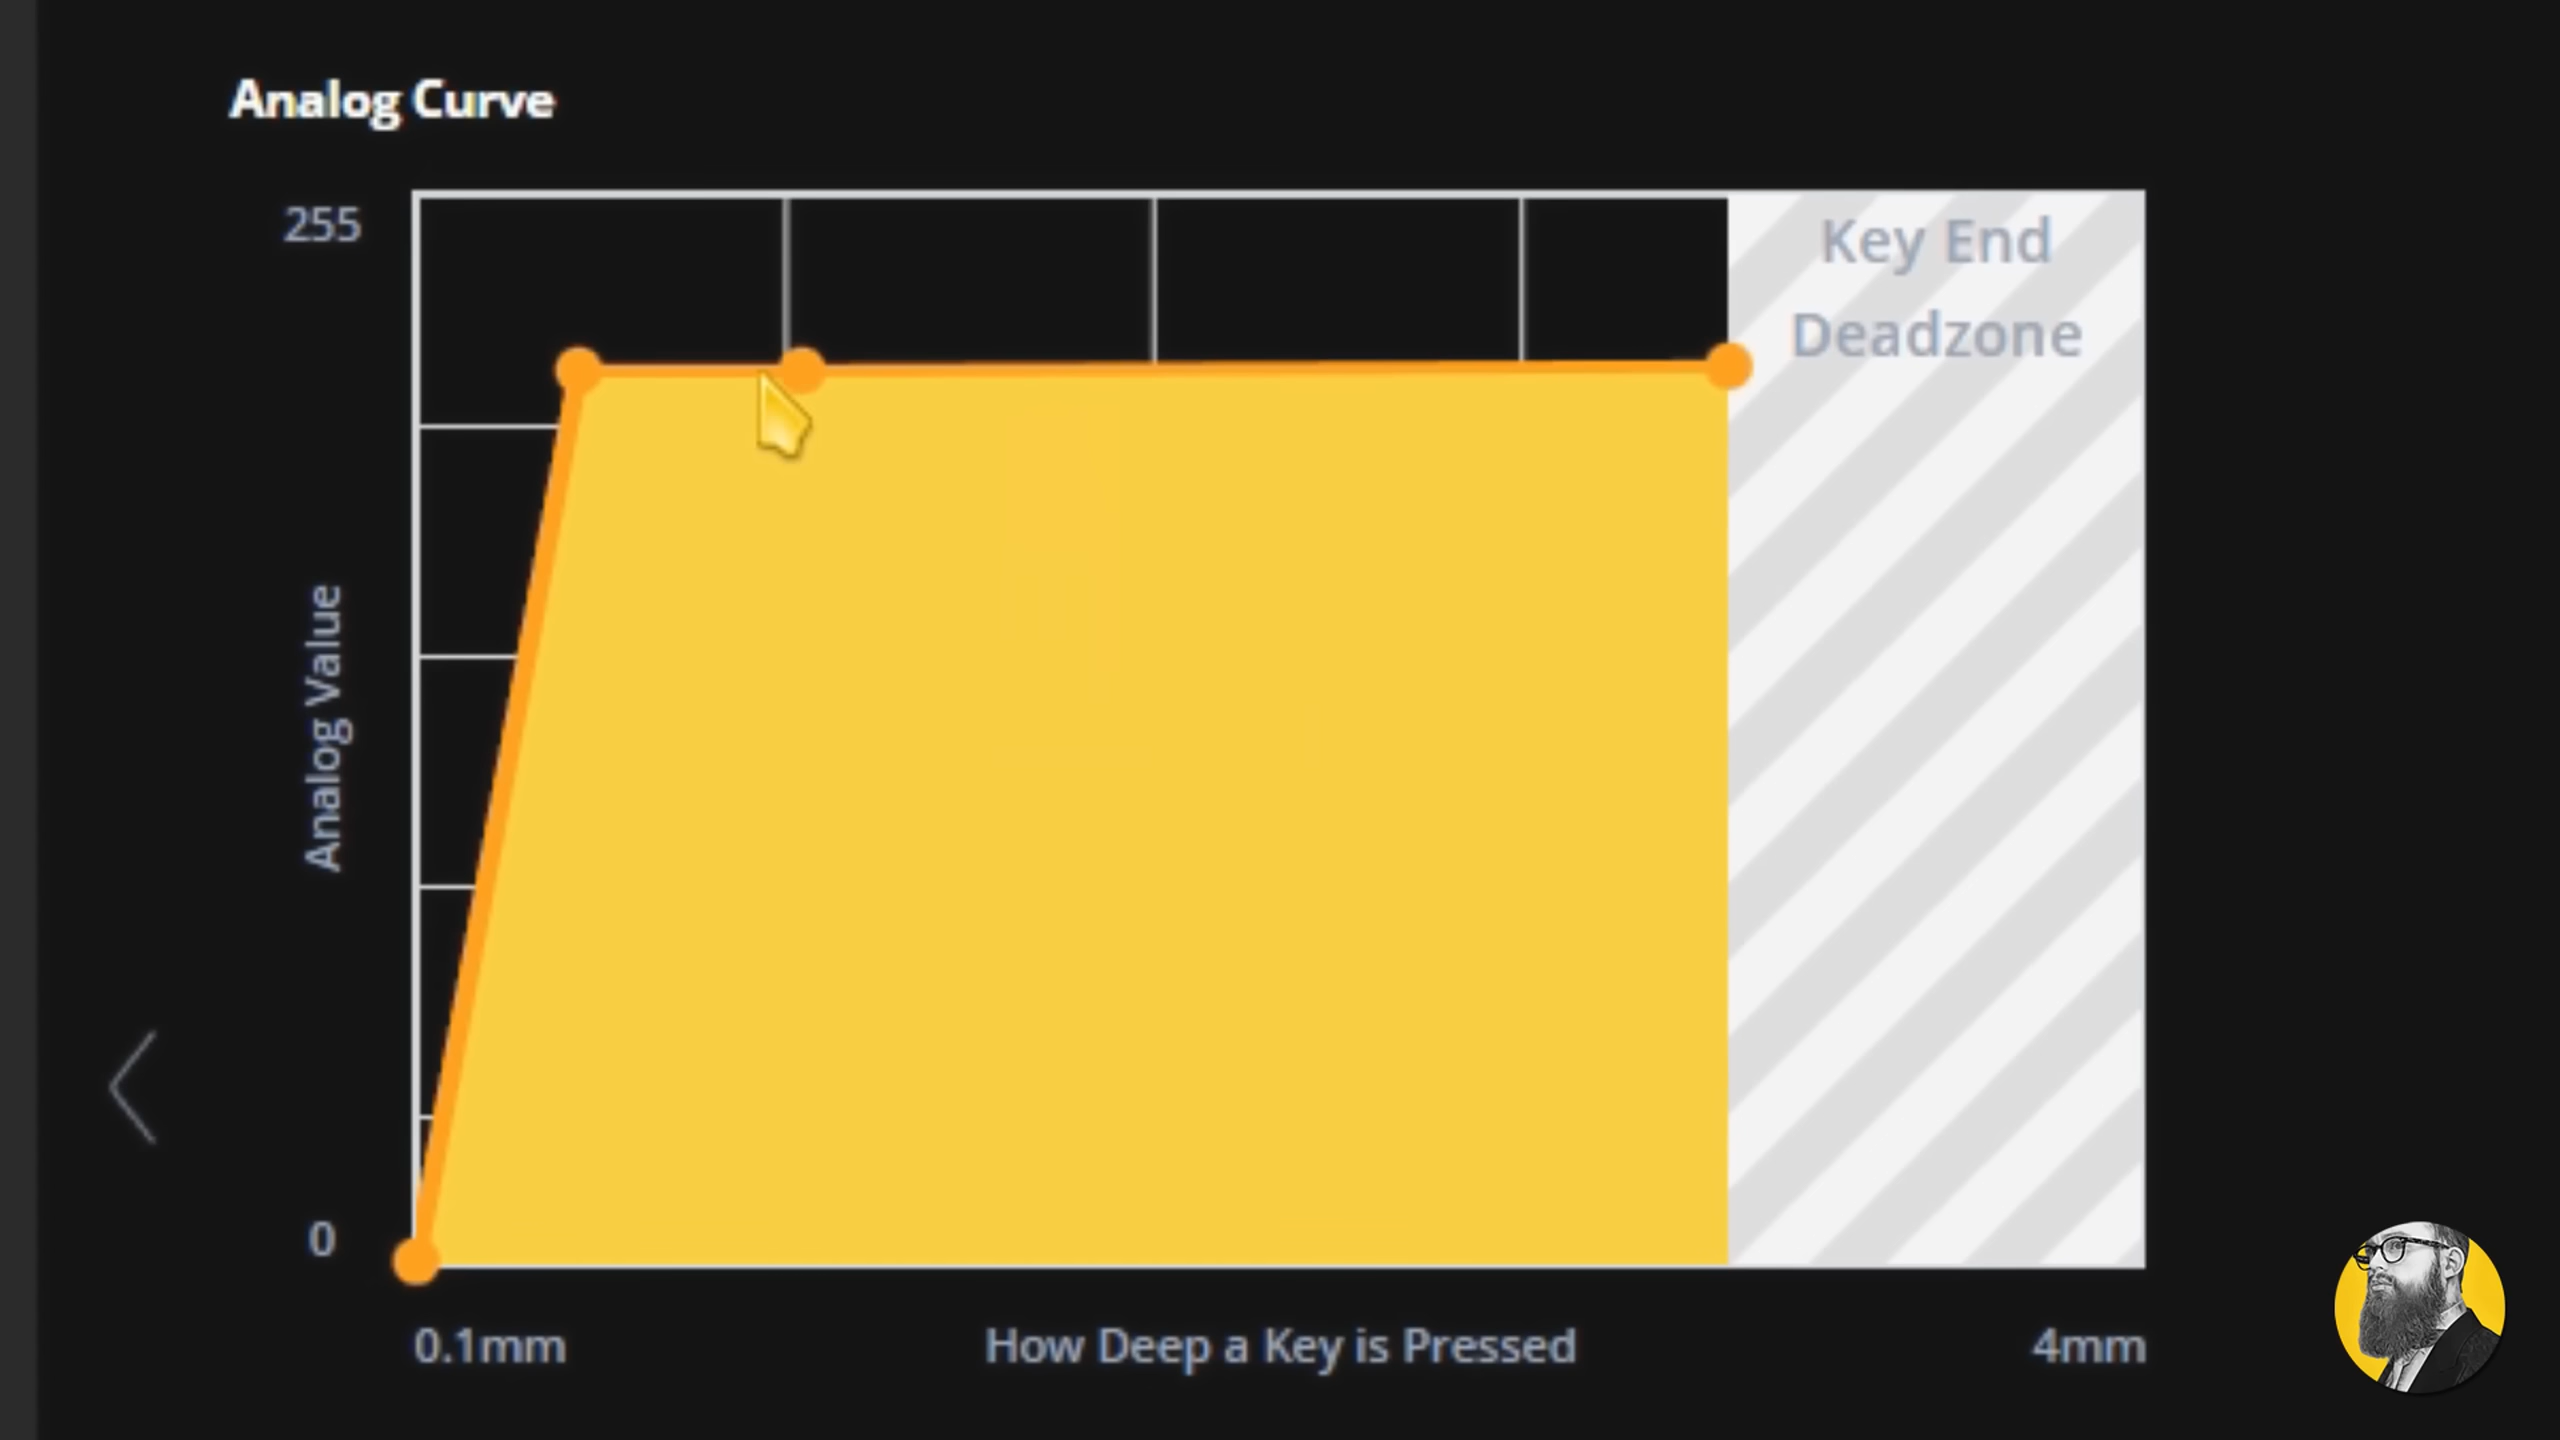 Analog Curve
255
Key End
Deadzone
Analog Value
0
0.1mm
How Deep a Key is Pressed
4mm